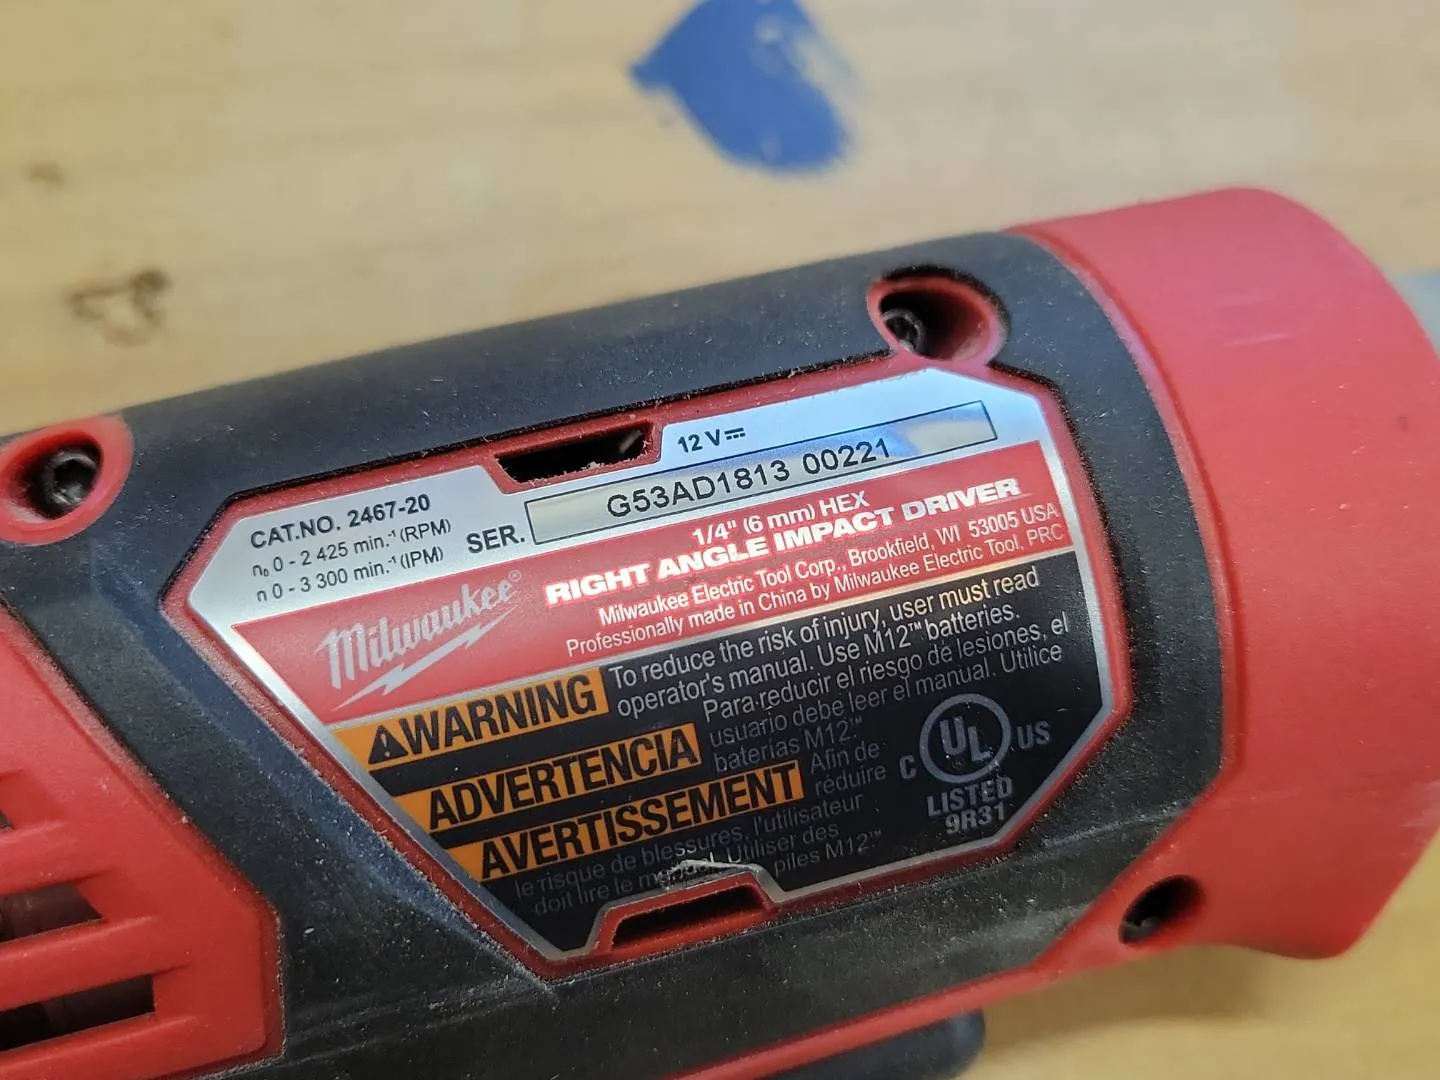 12 V⎓
CAT.NO. 2467-20
n₀ 0 - 2 425 min.⁻¹ (RPM)
n 0 - 3 300 min.⁻¹ (IPM)
SER. G53AD1813 00221
Milwaukee®
1/4" (6 mm) HEX
RIGHT ANGLE IMPACT DRIVER
Milwaukee Electric Tool Corp., Brookfield, WI 53005 USA
Professionally made in China by Milwaukee Electric Tool, PRC
⚠WARNING To reduce the risk of injury, user must read
operator's manual. Use M12™ batteries.
ADVERTENCIA Para reducir el riesgo de lesiones, el
usuario debe leer el manual. Utilice
baterías M12™
AVERTISSEMENT Afin de
réduire
le risque de blessures, l'utilisateur
doit lire le manuel. Utiliser des
piles M12™
C UL US
LISTED
9R31